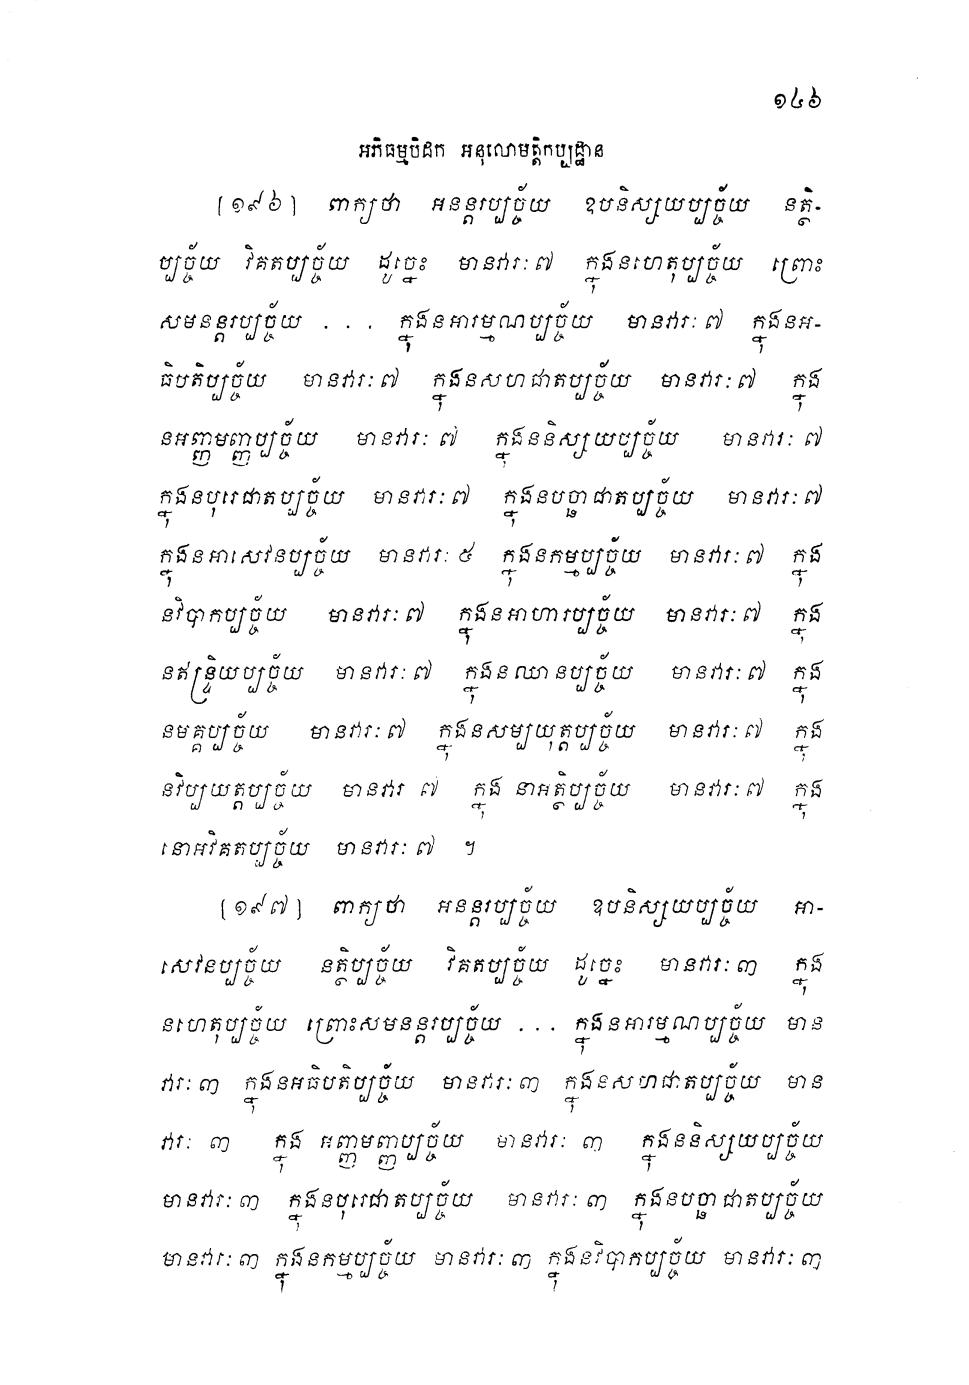 ១៤៦
អភិធម្មបិដក អនុលោមត្តិកប្បដ្ឋាន
[១៩៦] ពាក្យថា អនន្តរប្បច្ច័យ ឧបនិស្សយប្បច្ច័យ នត្ថិ-
ប្បច្ច័យ វិគតប្បច្ច័យ ដូច្នេះ មានវារៈ៧ ក្នុងនហេតុប្បច្ច័យ ព្រោះ
សមនន្តរប្បច្ច័យ ... ក្នុងនអារម្មណប្បច្ច័យ មានវារៈ៧ ក្នុងនអ-
ធិបតិប្បច្ច័យ មានវារៈ៧ ក្នុងនសហជាតប្បច្ច័យ មានវារៈ៧ ក្នុង
នអញ្ញមញ្ញប្បច្ច័យ មានវារៈ៧ ក្នុងននិស្សយប្បច្ច័យ មានវារៈ៧
ក្នុងនបុរេជាតប្បច្ច័យ មានវារៈ៧ ក្នុងនបច្ឆាជាតប្បច្ច័យ មានវារៈ៧
ក្នុងនអាសេវនប្បច្ច័យ មានវារៈ ៥ ក្នុងនកម្មប្បច្ច័យ មានវារៈ៧ ក្នុង
នវិបាកប្បច្ច័យ មានវារៈ៧ ក្នុងនអាហារប្បច្ច័យ មានវារៈ៧ ក្នុង
នឥន្ទ្រិយប្បច្ច័យ មានវារៈ៧ ក្នុងនឈានប្បច្ច័យ មានវារៈ៧ ក្នុង
នមគ្គប្បច្ច័យ មានវារៈ៧ ក្នុងនសម្បយុត្តប្បច្ច័យ មានវារៈ៧ ក្នុង
នវិប្បយត្តប្បច្ច័យ មានវារ ៧ ក្នុង នាអត្ថិប្បច្ច័យ មានវារៈ៧ ក្នុង
នោអវិគតប្បច្ច័យ មានវារៈ៧ ។
[១៩៧] ពាក្យថា អនន្តរប្បច្ច័យ ឧបនិស្សយប្បច្ច័យ អា-
សេវនប្បច្ច័យ នត្ថិប្បច្ច័យ វិគតប្បច្ច័យ ដូច្នេះ មានវារៈ៣ ក្នុង
នហេតុប្បច្ច័យ ព្រោះសមនន្តរប្បច្ច័យ ... ក្នុងនអារម្មណប្បច្ច័យ មាន
វារៈ៣ ក្នុងនអធិបតិប្បច្ច័យ មានវារៈ៣ ក្នុងនសហជាតប្បច្ច័យ មាន
វារៈ ៣ ក្នុង អញ្ញមញ្ញប្បច្ច័យ មានវារៈ ៣ ក្នុងននិស្សយប្បច្ច័យ
មានវារៈ៣ ក្នុងនបុរេជាតប្បច្ច័យ មានវារៈ ៣ ក្នុងនបច្ឆាជាតប្បច្ច័យ
មានវារៈ៣ ក្នុងនកម្មប្បច្ច័យ មានវារៈ៣ ក្នុងនវិបាកប្បច្ច័យ មានវារៈ៣